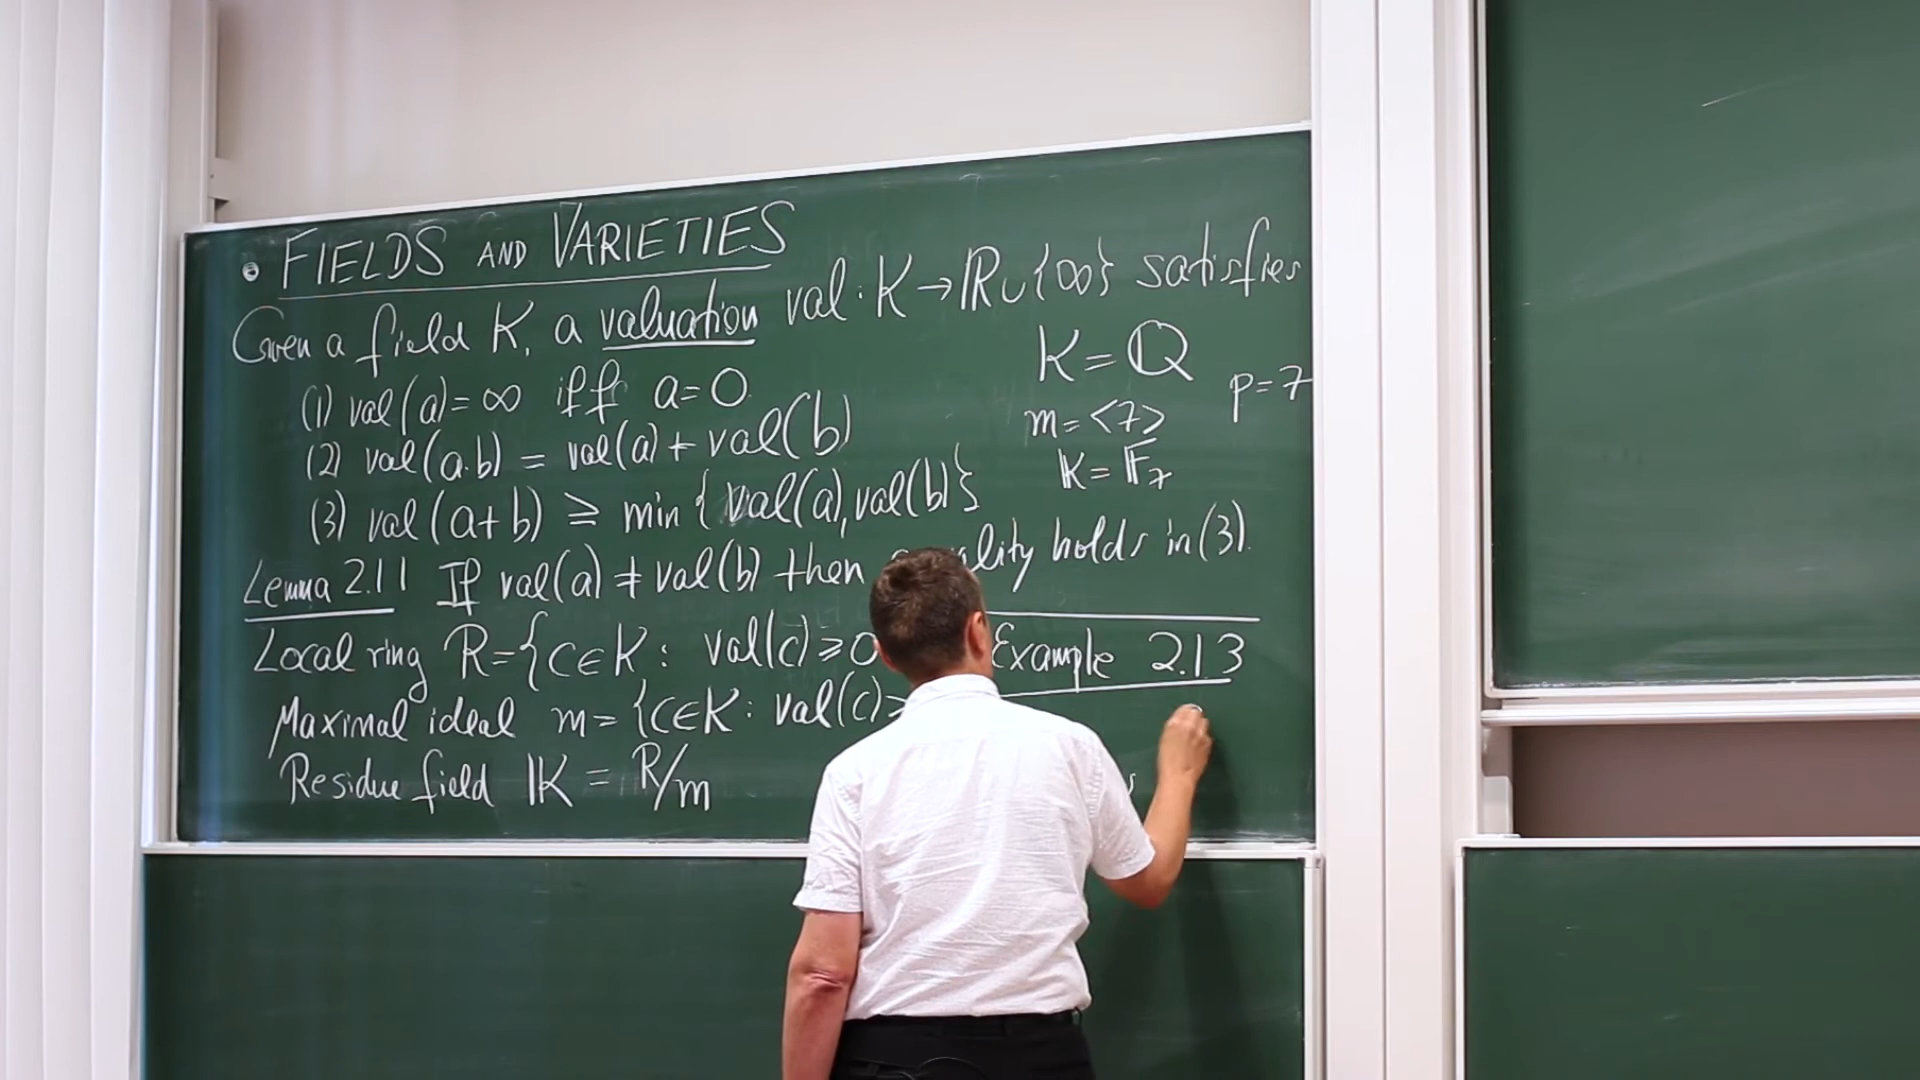 • FIELDS AND VARIETIES
Given a field K, a valuation val: K → ℝ∪{∞} satisfies
(1) val(a) = ∞ iff a = 0
(2) val(a·b) = val(a) + val(b)
(3) val(a+b) ≥ min{val(a), val(b)}
K = ℚ
p = 7
m = <7>
𝕂 = 𝔽₇
Lemma 2.1.1 If val(a) ≠ val(b) then holds in (3).
Local ring R = {c∈K : val(c) ≥ 0
Maximal ideal m = {c∈K : val(c) >
Residue field 𝕂 = R/m
Example 2.1.3